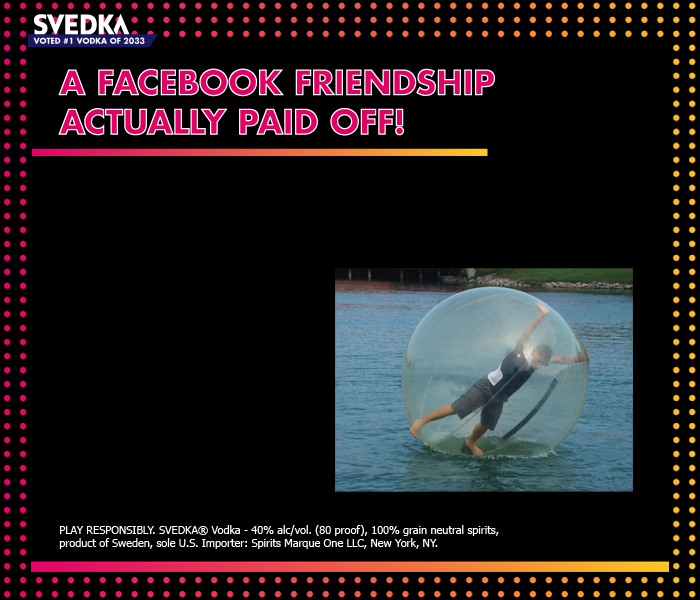 SVEDKA
VOTED #1 VODKA OF 2033
A FACEBOOK FRIENDSHIP
ACTUALLY PAID OFF!
PLAY RESPONSIBLY. SVEDKA® Vodka - 40% alc/vol. (80 proof), 100% grain neutral spirits,
product of Sweden, sole U.S. Importer: Spirits Marque One LLC, New York, NY.